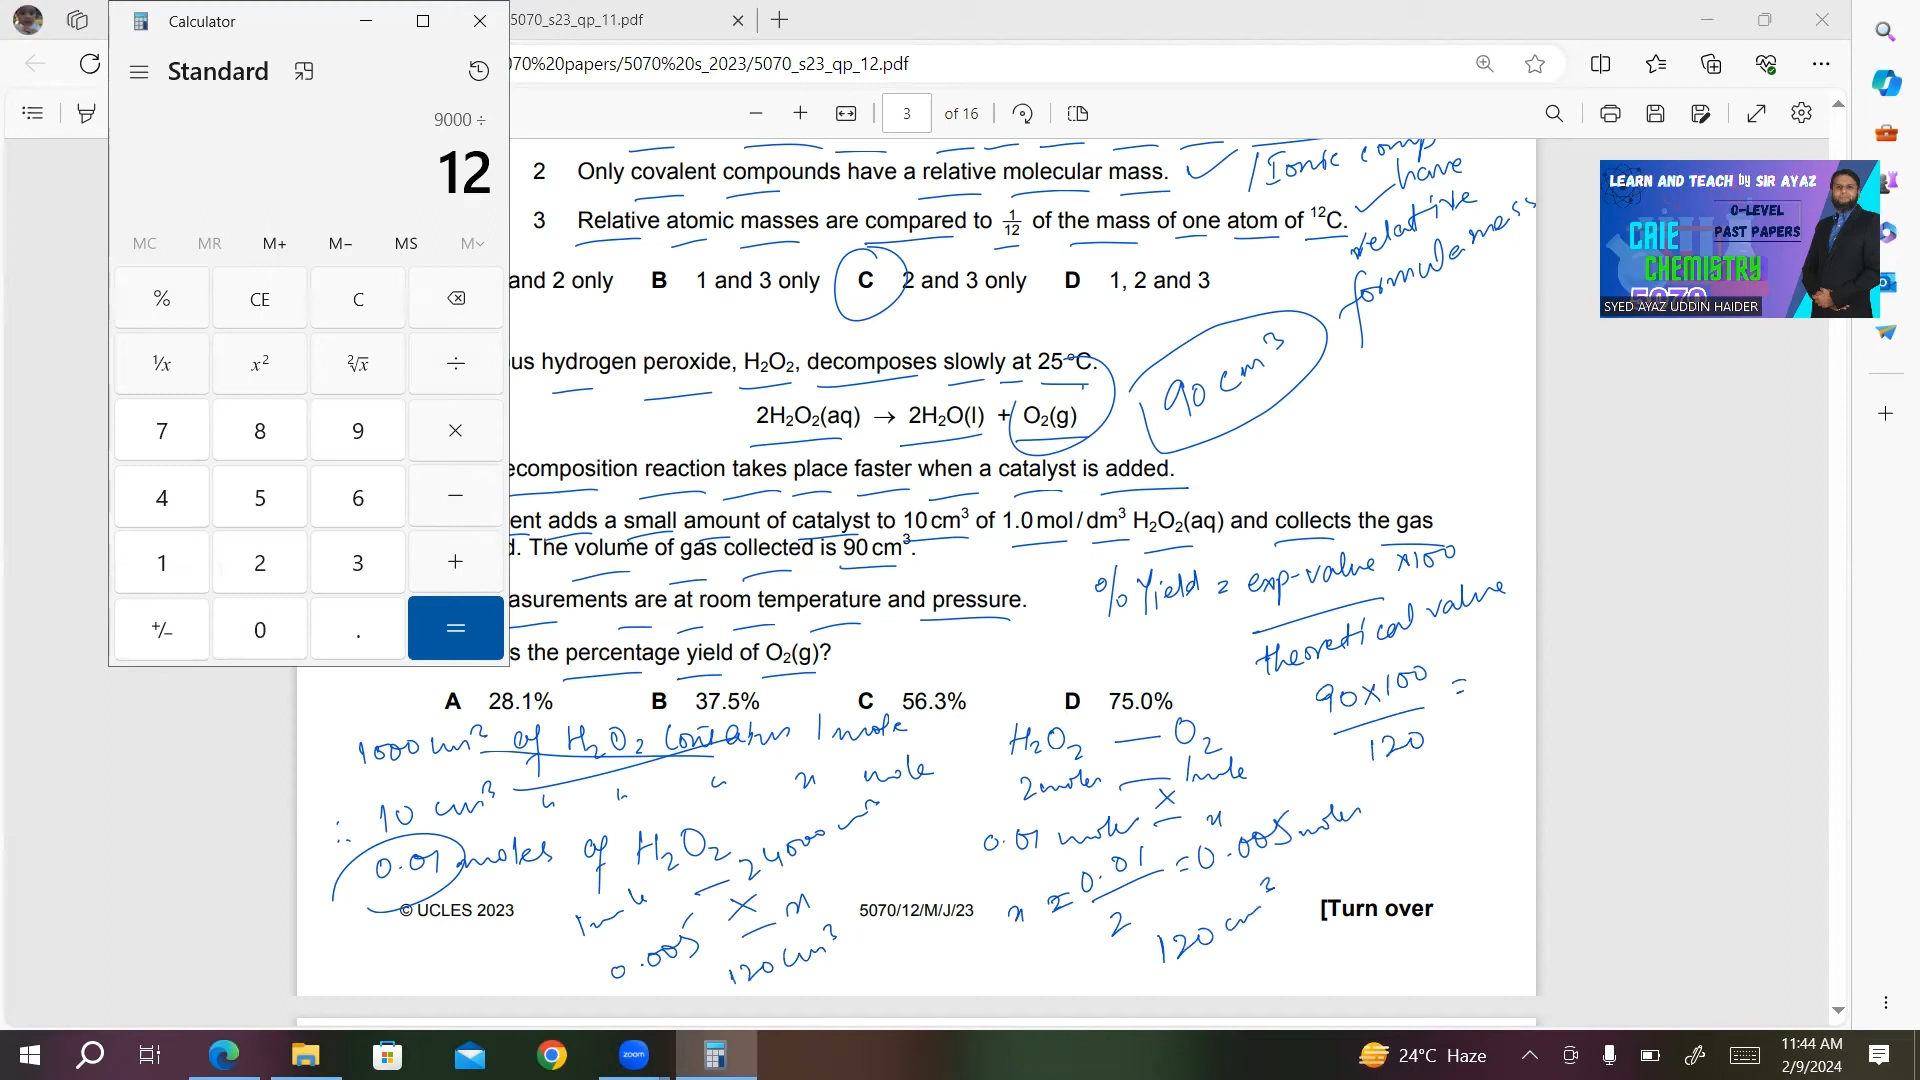 Calculator
5070_s23_qp_11.pdf
Standard
070%20papers/5070%20s_2023/5070_s23_qp_12.pdf
9000 ÷
12
3 of 16
MC MR M+ M− MS M
% CE C
1/x x² ²√x ÷
7 8 9 ×
4 5 6 −
1 2 3 +
+/− 0 . =
2 Only covalent compounds have a relative molecular mass. / Ionic comp
have
3 Relative atomic masses are compared to 1/12 of the mass of one atom of ¹²C.
relative
formula mass
and 2 only B 1 and 3 only C 2 and 3 only D 1, 2 and 3
us hydrogen peroxide, H₂O₂, decomposes slowly at 25 °C.
90 cm³
2H₂O₂(aq) → 2H₂O(l) + O₂(g)
ecomposition reaction takes place faster when a catalyst is added.
ent adds a small amount of catalyst to 10 cm³ of 1.0 mol/dm³ H₂O₂(aq) and collects the gas
d. The volume of gas collected is 90 cm³.
% Yield = exp-value ×100
theoretical value
asurements are at room temperature and pressure.
s the percentage yield of O₂(g)?
90×100 =
120
A 28.1% B 37.5% C 56.3% D 75.0%
1000 cm³ of H₂O₂ contains 1 mole
∴ 10 cm³ " " " x mole
0.01 moles of H₂O₂
1 mole — 24000 cm³
0.005 x
120 cm³
H₂O₂ — O₂
2 moles — 1 mole
0.01 mole — x
x = 0.01 = 0.005 moles
2
120 cm³
© UCLES 2023 5070/12/M/J/23 [Turn over
LEARN AND TEACH by SIR AYAZ
O-LEVEL
PAST PAPERS
CAIE
CHEMISTRY
5070
SYED AYAZ UDDIN HAIDER
zoom
24°C Haze
11:44 AM
2/9/2024